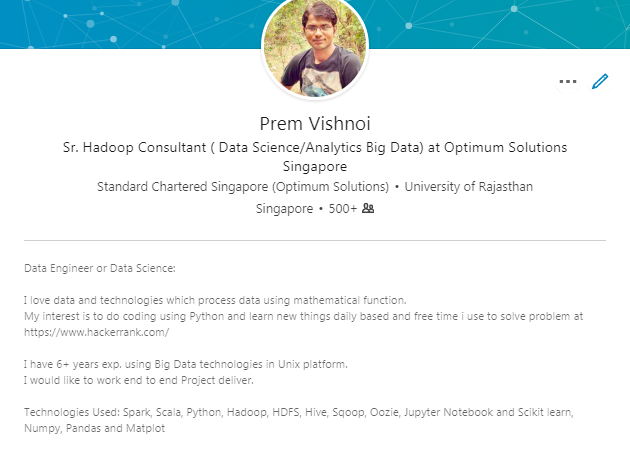 Prem Vishnoi
Sr. Hadoop Consultant ( Data Science/Analytics Big Data) at Optimum Solutions
Singapore
Standard Chartered Singapore (Optimum Solutions) • University of Rajasthan
Singapore • 500+
Data Engineer or Data Science:
I love data and technologies which process data using mathematical function.
My interest is to do coding using Python and learn new things daily based and free time i use to solve problem at
https://www.hackerrank.com/
I have 6+ years exp. using Big Data technologies in Unix platform.
I would like to work end to end Project deliver.
Technologies Used: Spark, Scala, Python, Hadoop, HDFS, Hive, Sqoop, Oozie, Jupyter Notebook and Scikit learn,
Numpy, Pandas and Matplot